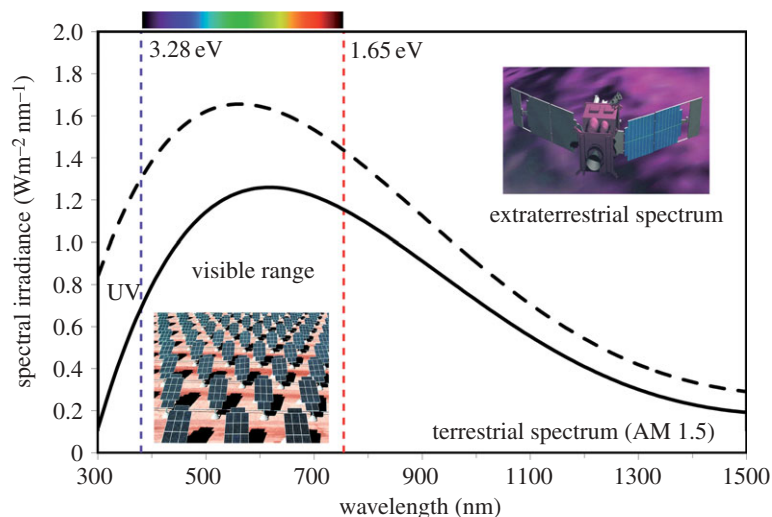 2.0
1.8
1.6
1.4
1.2
1.0
0.8
0.6
0.4
0.2
0
spectral irradiance (Wm⁻² nm⁻¹)
3.28 eV
1.65 eV
extraterrestrial spectrum
UV
visible range
terrestrial spectrum (AM 1.5)
300 500 700 900 1100 1300 1500
wavelength (nm)